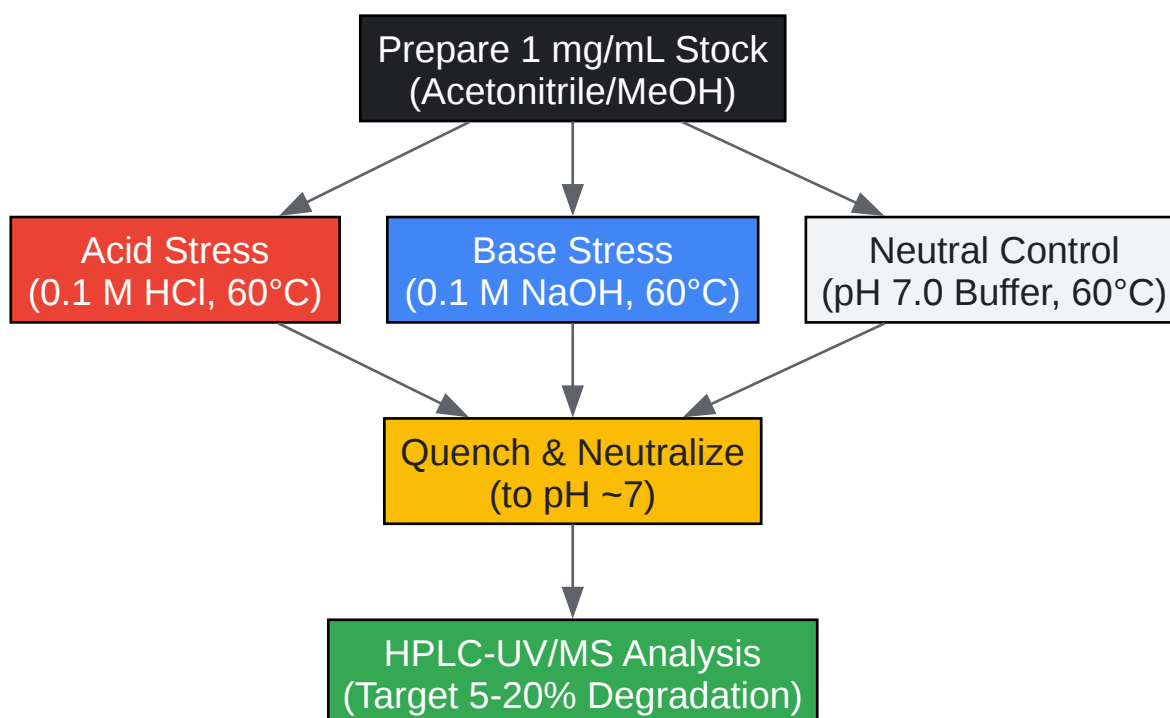 Prepare 1 mg/mL Stock
(Acetonitrile/MeOH)
Acid Stress
(0.1 M HCl, 60°C)
Base Stress
(0.1 M NaOH, 60°C)
Neutral Control
(pH 7.0 Buffer, 60°C)
Quench & Neutralize
(to pH ~7)
HPLC-UV/MS Analysis
(Target 5-20% Degradation)